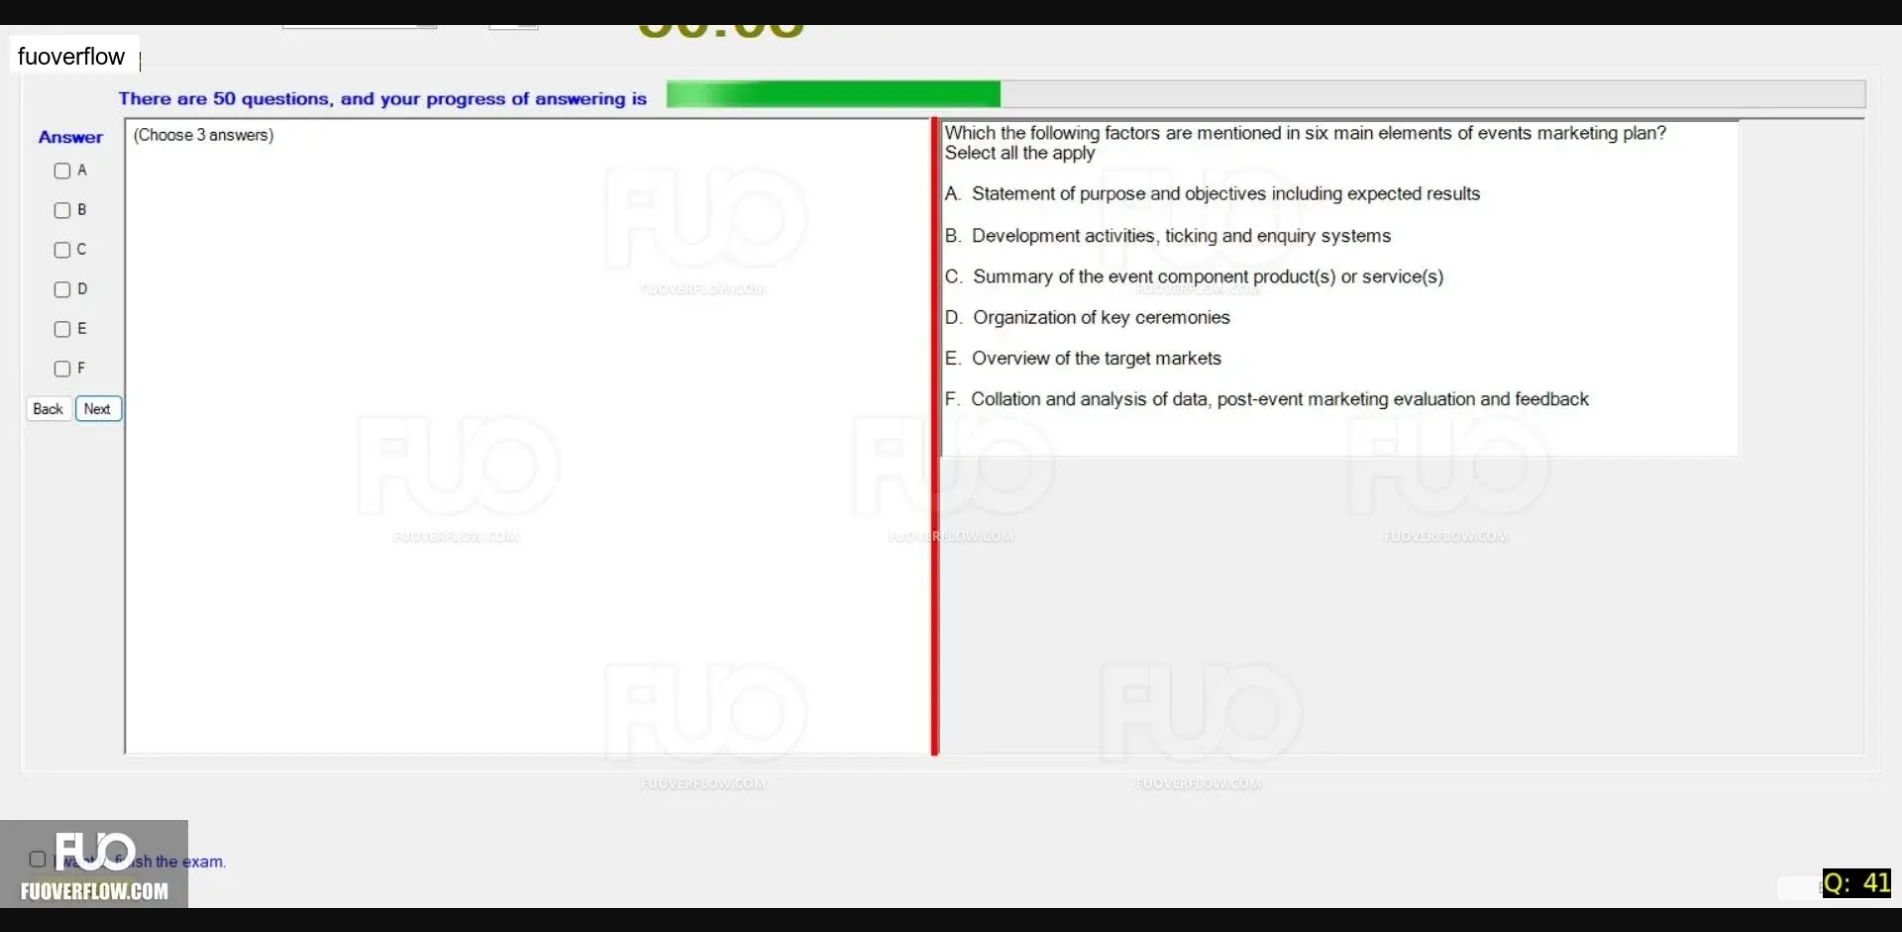 fuoverflow
There are 50 questions, and your progress of answering is
Answer
(Choose 3 answers)
A
B
C
D
E
F
Back Next
Which the following factors are mentioned in six main elements of events marketing plan?
Select all the apply
A. Statement of purpose and objectives including expected results
B. Development activities, ticking and enquiry systems
C. Summary of the event component product(s) or service(s)
D. Organization of key ceremonies
E. Overview of the target markets
F. Collation and analysis of data, post-event marketing evaluation and feedback
FUO
FUOVERFLOW.COM
FUO
FUOVERFLOW.COM
FUO
FUOVERFLOW.COM
FUO
FUOVERFLOW.COM
FUO
FUOVERFLOW.COM
FUO
FUOVERFLOW.COM
FUO
FUOVERFLOW.COM
the exam.
FUO
FUOVERFLOW.COM
Q: 41